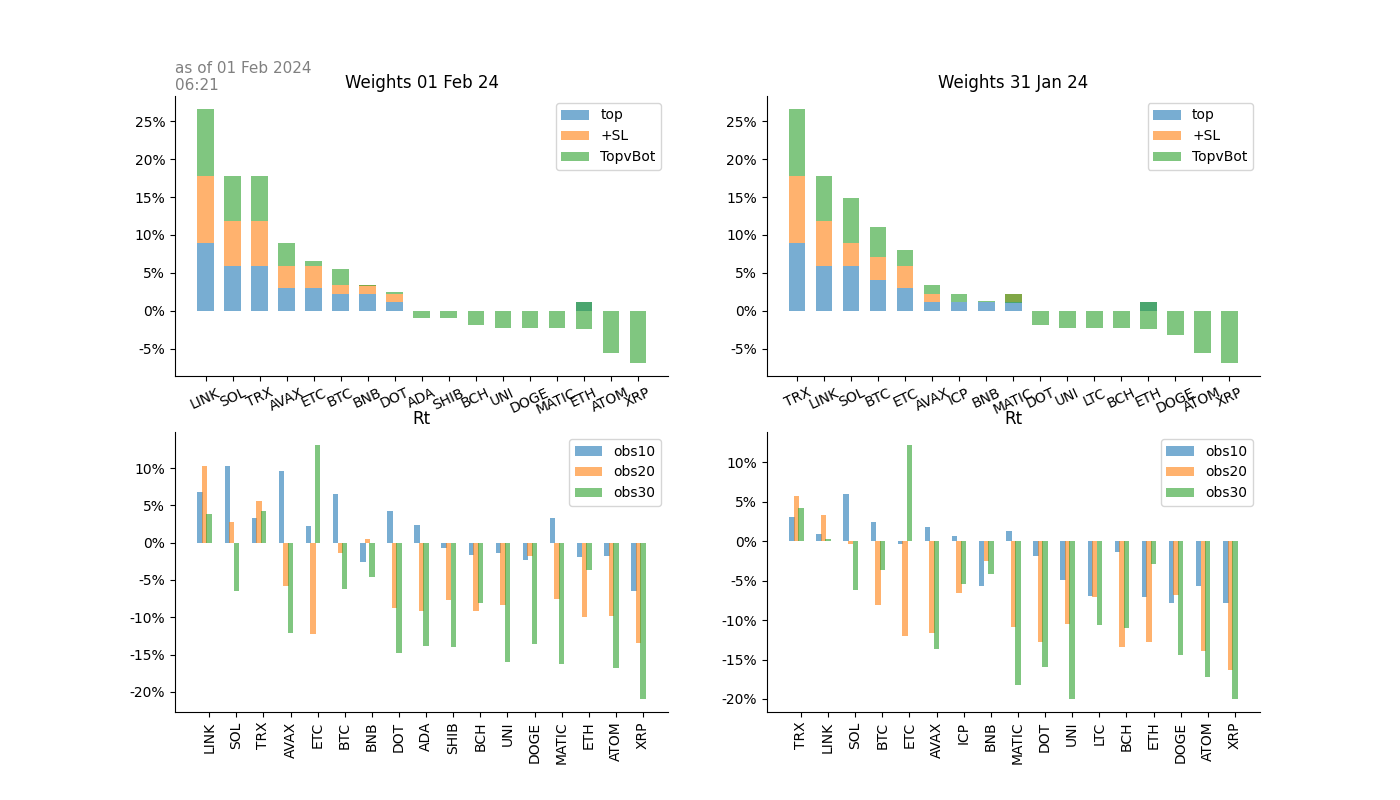 as of 01 Feb 2024
06:21
Weights 01 Feb 24
25%
20%
15%
10%
5%
0%
-5%
top
+SL
TopvBot
LINK SOL TRX AVAX ETC BTC BNB DOT ADA SHIB BCH UNI DOGE MATIC ETH ATOM XRP
Weights 31 Jan 24
25%
20%
15%
10%
5%
0%
-5%
top
+SL
TopvBot
TRX LINK SOL BTC ETC AVAX ICP BNB MATIC DOT UNI LTC BCH ETH DOGE ATOM XRP
Rt
10%
5%
0%
-5%
-10%
-15%
-20%
obs10
obs20
obs30
LINK SOL TRX AVAX ETC BTC BNB DOT ADA SHIB BCH UNI DOGE MATIC ETH ATOM XRP
Rt
10%
5%
0%
-5%
-10%
-15%
-20%
obs10
obs20
obs30
TRX LINK SOL BTC ETC AVAX ICP BNB MATIC DOT UNI LTC BCH ETH DOGE ATOM XRP